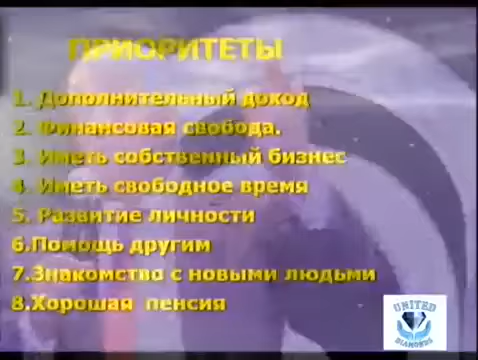 ПРИОРИТЕТЫ
1. Дополнительный доход
2. Финансовая свобода.
3. Иметь собственный бизнес
4. Иметь свободное время
5. Развитие личности
6.Помощь другим
7.Знакомство с новыми людьми
8.Хорошая пенсия
UNITED
DIAMONDS